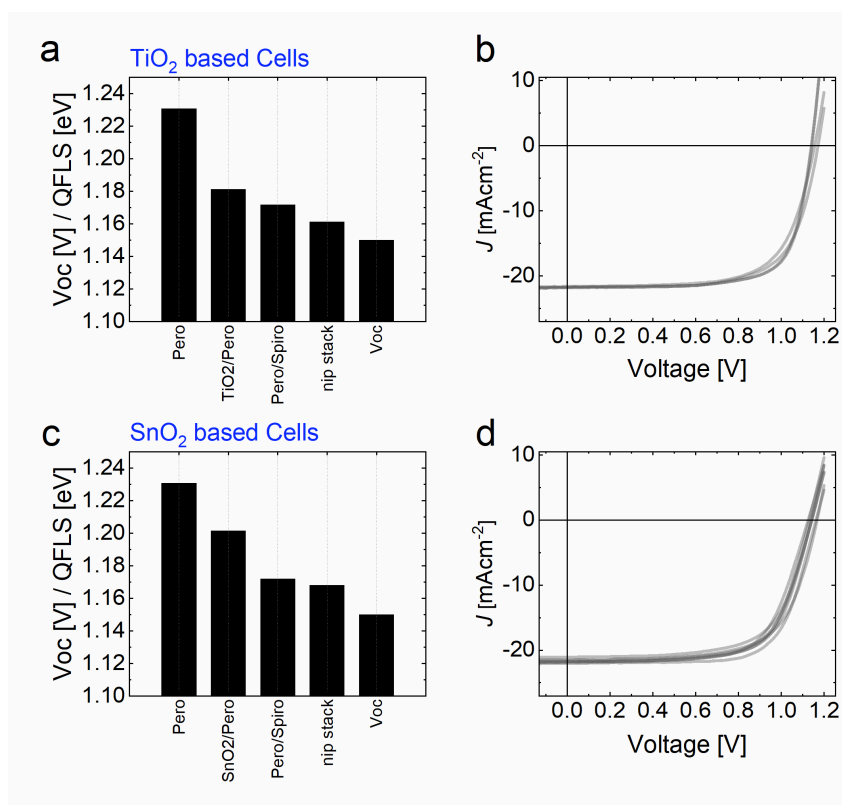 a
TiO2 based Cells
Voc [V] / QFLS [eV]
1.24
1.22
1.20
1.18
1.16
1.14
1.12
1.10
Pero
TiO2/Pero
Pero/Spiro
nip stack
Voc
b
J [mAcm-2]
10
0
-10
-20
0.0 0.2 0.4 0.6 0.8 1.0 1.2
Voltage [V]
c
SnO2 based Cells
Voc [V] / QFLS [eV]
1.24
1.22
1.20
1.18
1.16
1.14
1.12
1.10
Pero
SnO2/Pero
Pero/Spiro
nip stack
Voc
d
J [mAcm-2]
10
0
-10
-20
0.0 0.2 0.4 0.6 0.8 1.0 1.2
Voltage [V]